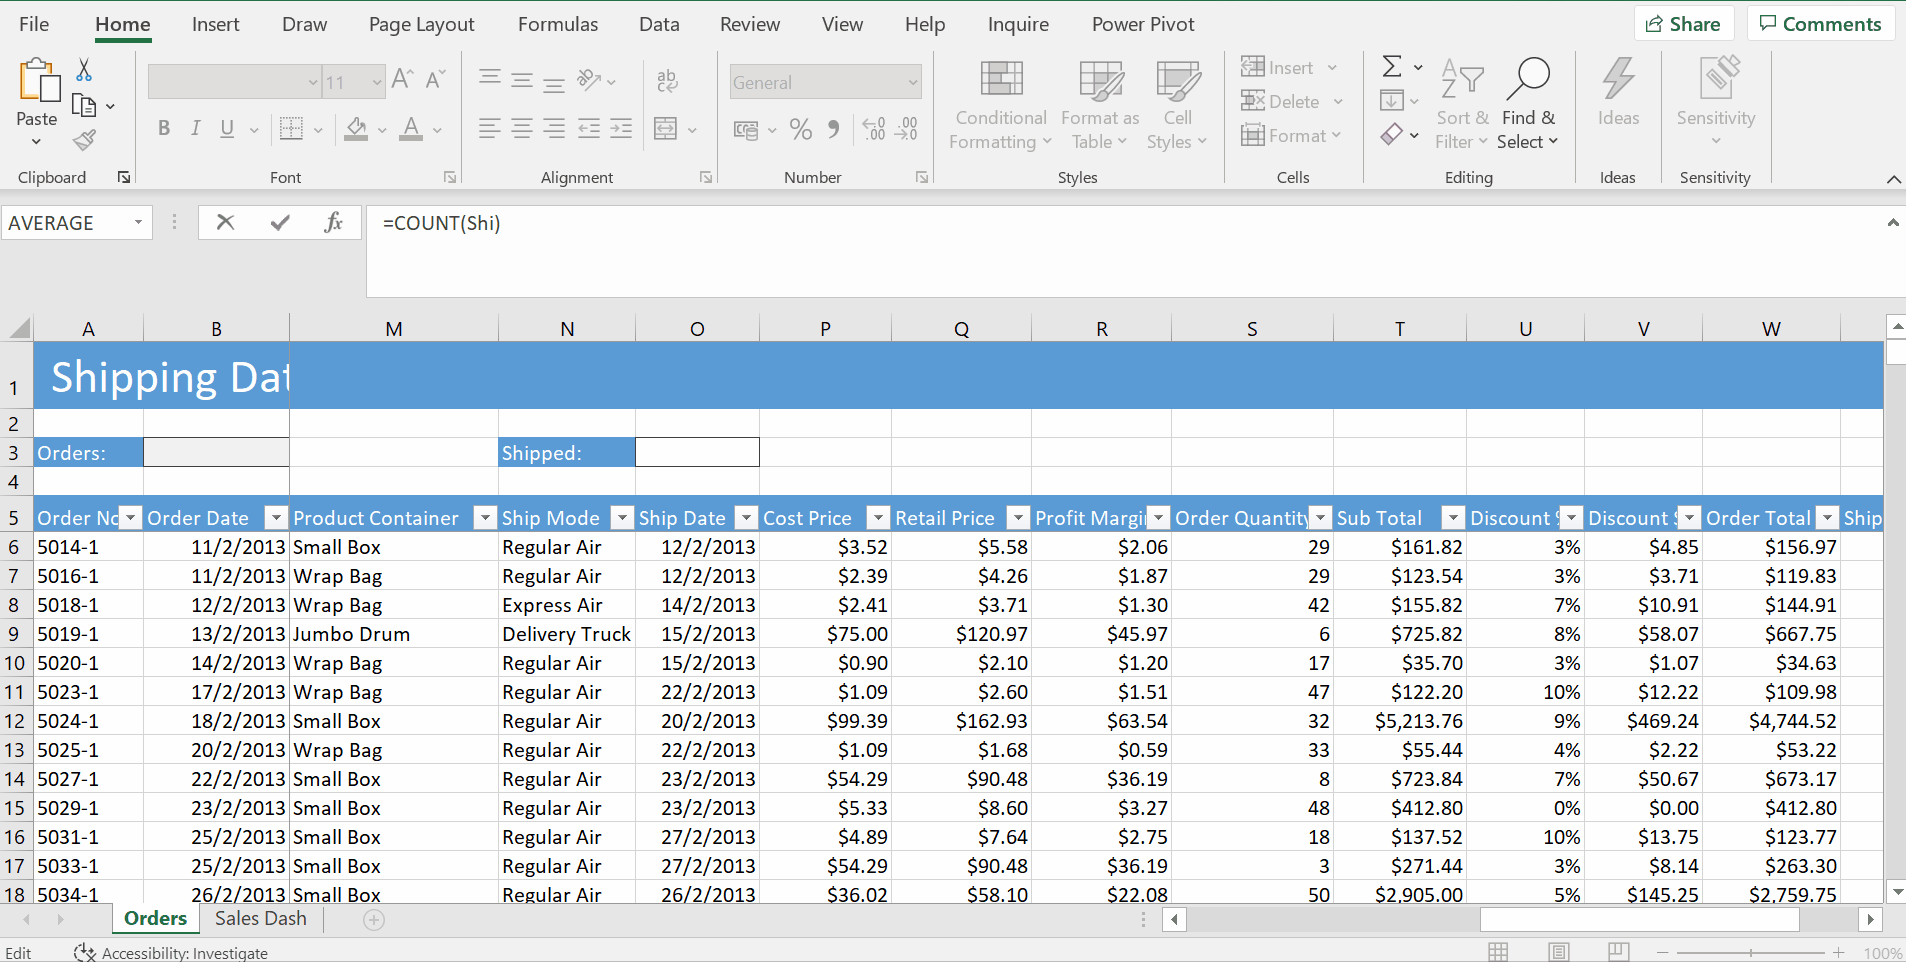 File Home Insert Draw Page Layout Formulas Data Review View Help Inquire Power Pivot Share Comments
Paste
Clipboard
11
B I U
A A
A
Font
ab
Alignment
General
% 
.00 .00
Number
Conditional Formatting
Format as Table
Cell Styles
Styles
Insert
Delete
Format
Cells
Sort & Filter
Find & Select
Editing
Ideas
Ideas
Sensitivity
Sensitivity
AVERAGE fx =COUNT(Shi)
A B M N O P Q R S T U V W
1 Shipping Dat
2
3 Orders: Shipped:
4
5 Order No Order Date Product Container Ship Mode Ship Date Cost Price Retail Price Profit Margi Order Quantity Sub Total Discount Discount Order Total Ship
6 5014-1 11/2/2013 Small Box Regular Air 12/2/2013 $3.52 $5.58 $2.06 29 $161.82 3% $4.85 $156.97
7 5016-1 11/2/2013 Wrap Bag Regular Air 12/2/2013 $2.39 $4.26 $1.87 29 $123.54 3% $3.71 $119.83
8 5018-1 12/2/2013 Wrap Bag Express Air 14/2/2013 $2.41 $3.71 $1.30 42 $155.82 7% $10.91 $144.91
9 5019-1 13/2/2013 Jumbo Drum Delivery Truck 15/2/2013 $75.00 $120.97 $45.97 6 $725.82 8% $58.07 $667.75
10 5020-1 14/2/2013 Wrap Bag Regular Air 15/2/2013 $0.90 $2.10 $1.20 17 $35.70 3% $1.07 $34.63
11 5023-1 17/2/2013 Wrap Bag Regular Air 22/2/2013 $1.09 $2.60 $1.51 47 $122.20 10% $12.22 $109.98
12 5024-1 18/2/2013 Small Box Regular Air 20/2/2013 $99.39 $162.93 $63.54 32 $5,213.76 9% $469.24 $4,744.52
13 5025-1 20/2/2013 Wrap Bag Regular Air 22/2/2013 $1.09 $1.68 $0.59 33 $55.44 4% $2.22 $53.22
14 5027-1 22/2/2013 Small Box Regular Air 23/2/2013 $54.29 $90.48 $36.19 8 $723.84 7% $50.67 $673.17
15 5029-1 23/2/2013 Small Box Regular Air 23/2/2013 $5.33 $8.60 $3.27 48 $412.80 0% $0.00 $412.80
16 5031-1 25/2/2013 Small Box Regular Air 27/2/2013 $4.89 $7.64 $2.75 18 $137.52 10% $13.75 $123.77
17 5033-1 25/2/2013 Small Box Regular Air 27/2/2013 $54.29 $90.48 $36.19 3 $271.44 3% $8.14 $263.30
18 5034-1 26/2/2013 Small Box Regular Air 26/2/2013 $36.02 $58.10 $22.08 50 $2,905.00 5% $145.25 $2,759.75
Orders Sales Dash
Edit Accessibility: Investigate 100%